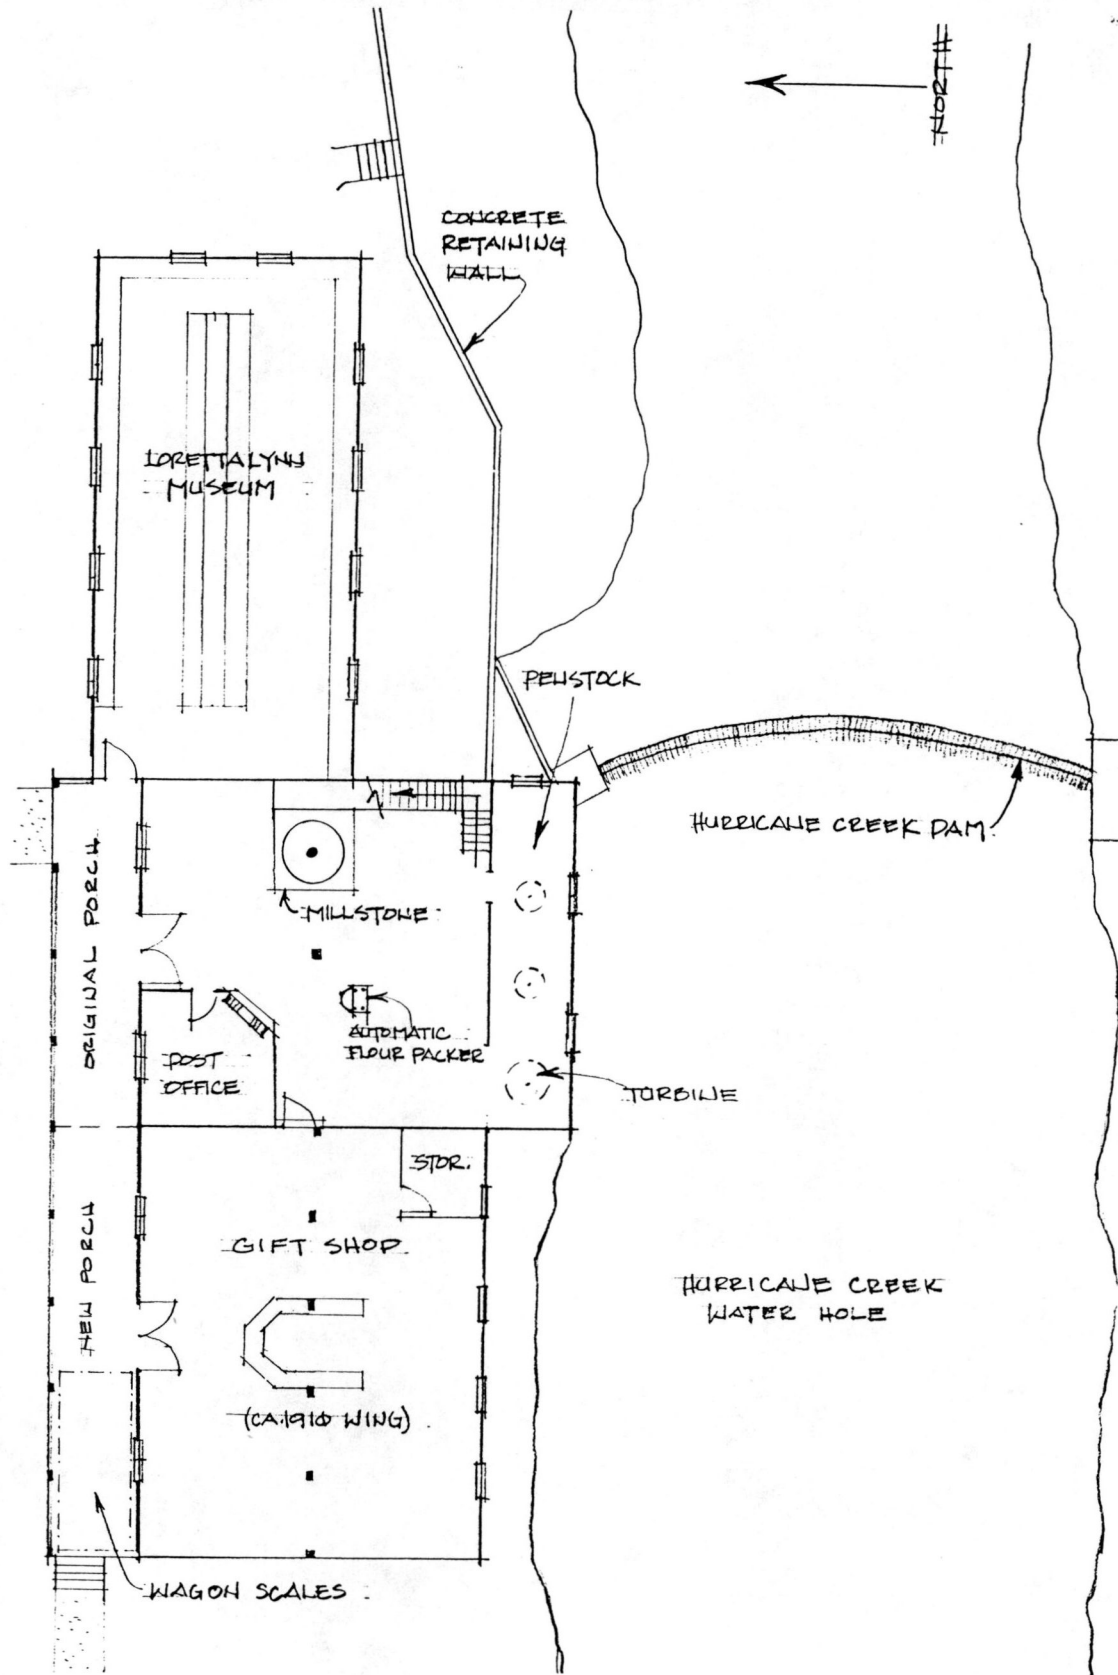 NORTH
CONCRETE
RETAINING
WALL
LORETTA LYNN
MUSEUM
PENSTOCK
HURRICANE CREEK DAM
MILLSTONE
ORIGINAL PORCH
AUTOMATIC
FLOUR PACKER
POST
OFFICE
TURBINE
STOR.
GIFT SHOP
NEW PORCH
HURRICANE CREEK
WATER HOLE
(CA. 1910 WING)
WAGON SCALES